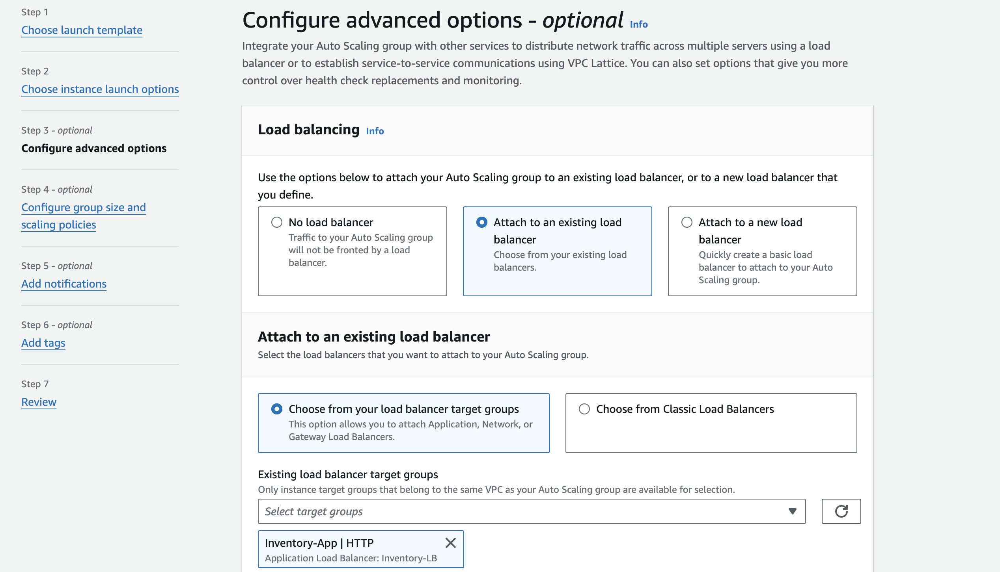 Step 1
Choose launch template
Step 2
Choose instance launch options
Step 3 - optional
Configure advanced options
Step 4 - optional
Configure group size and
scaling policies
Step 5 - optional
Add notifications
Step 6 - optional
Add tags
Step 7
Review
Configure advanced options - optional Info
Integrate your Auto Scaling group with other services to distribute network traffic across multiple servers using a load
balancer or to establish service-to-service communications using VPC Lattice. You can also set options that give you more
control over health check replacements and monitoring.
Load balancing Info
Use the options below to attach your Auto Scaling group to an existing load balancer, or to a new load balancer that
you define.
No load balancer
Traffic to your Auto Scaling group
will not be fronted by a load
balancer.
Attach to an existing load
balancer
Choose from your existing load
balancers.
Attach to a new load
balancer
Quickly create a basic load
balancer to attach to your Auto
Scaling group.
Attach to an existing load balancer
Select the load balancers that you want to attach to your Auto Scaling group.
Choose from your load balancer target groups
This option allows you to attach Application, Network, or
Gateway Load Balancers.
Choose from Classic Load Balancers
Existing load balancer target groups
Only instance target groups that belong to the same VPC as your Auto Scaling group are available for selection.
Select target groups
Inventory-App | HTTP
Application Load Balancer: Inventory-LB